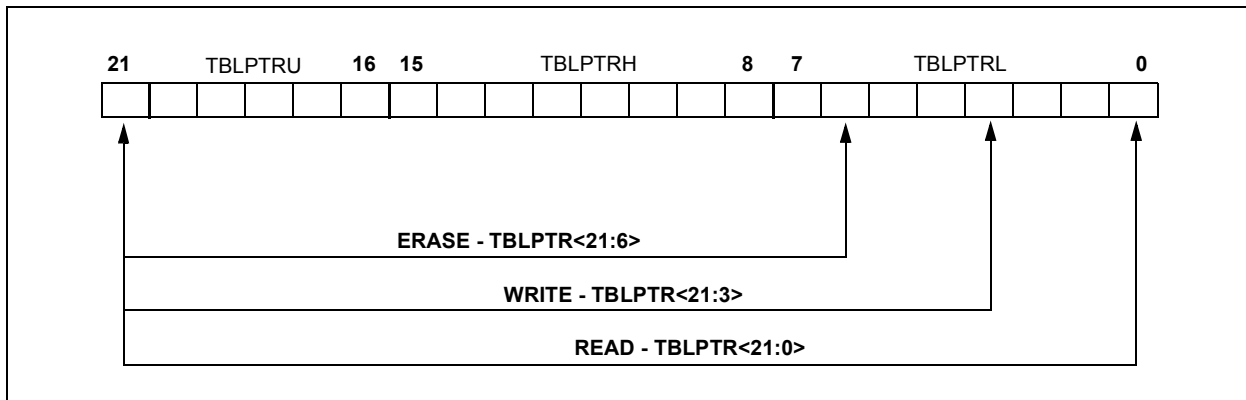 21 TBLPTRU 16 15 TBLPTRH 8 7 TBLPTRL 0
ERASE - TBLPTR<21:6>
WRITE - TBLPTR<21:3>
READ - TBLPTR<21:0>